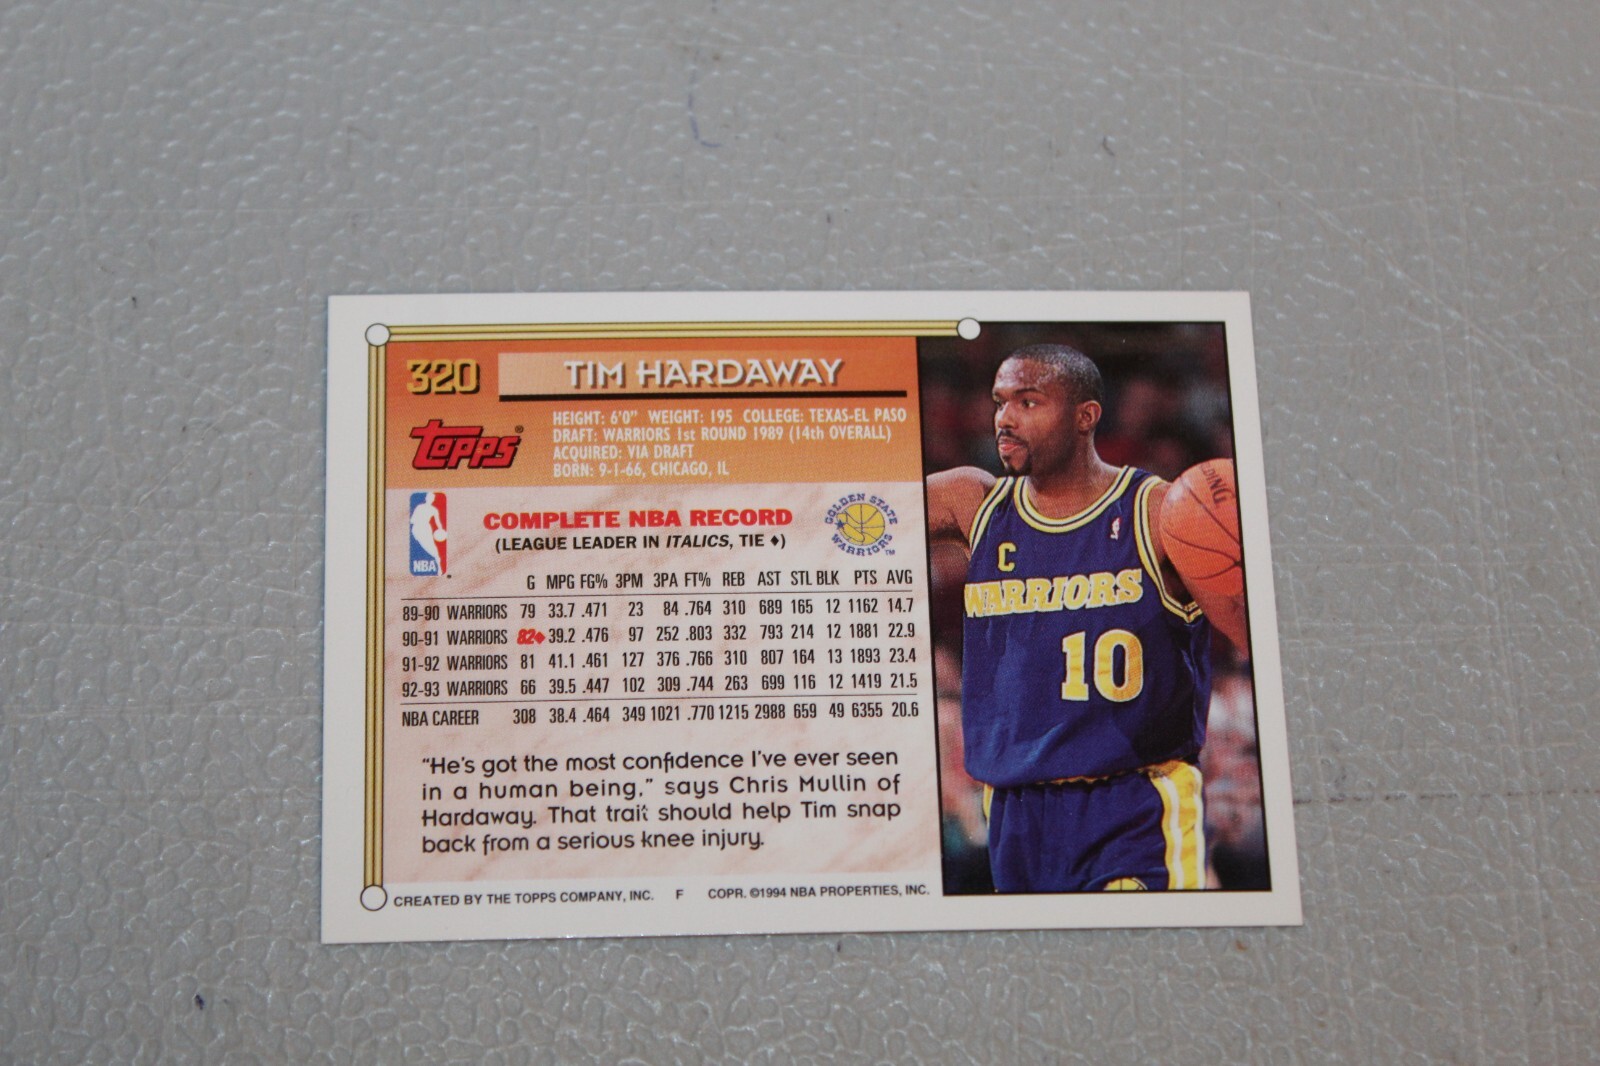 320
TIM HARDAWAY
Topps®
HEIGHT: 6'0" WEIGHT: 195 COLLEGE: TEXAS-EL PASO
DRAFT: WARRIORS 1st ROUND 1989 (14th OVERALL)
ACQUIRED: VIA DRAFT
BORN: 9-1-66, CHICAGO, IL
NBA
COMPLETE NBA RECORD
(LEAGUE LEADER IN ITALICS, TIE ♦)
GOLDEN STATE WARRIORS™
G MPG FG% 3PM 3PA FT% REB AST STL BLK PTS AVG
89-90 WARRIORS 79 33.7 .471 23 84 .764 310 689 165 12 1162 14.7
90-91 WARRIORS 82♦ 39.2 .476 97 252 .803 332 793 214 12 1881 22.9
91-92 WARRIORS 81 41.1 .461 127 376 .766 310 807 164 13 1893 23.4
92-93 WARRIORS 66 39.5 .447 102 309 .744 263 699 116 12 1419 21.5
NBA CAREER 308 38.4 .464 349 1021 .770 1215 2988 659 49 6355 20.6
"He's got the most confidence I've ever seen
in a human being," says Chris Mullin of
Hardaway. That trait should help Tim snap
back from a serious knee injury.
CREATED BY THE TOPPS COMPANY, INC. F COPR. ©1994 NBA PROPERTIES, INC.
C
WARRIORS
10